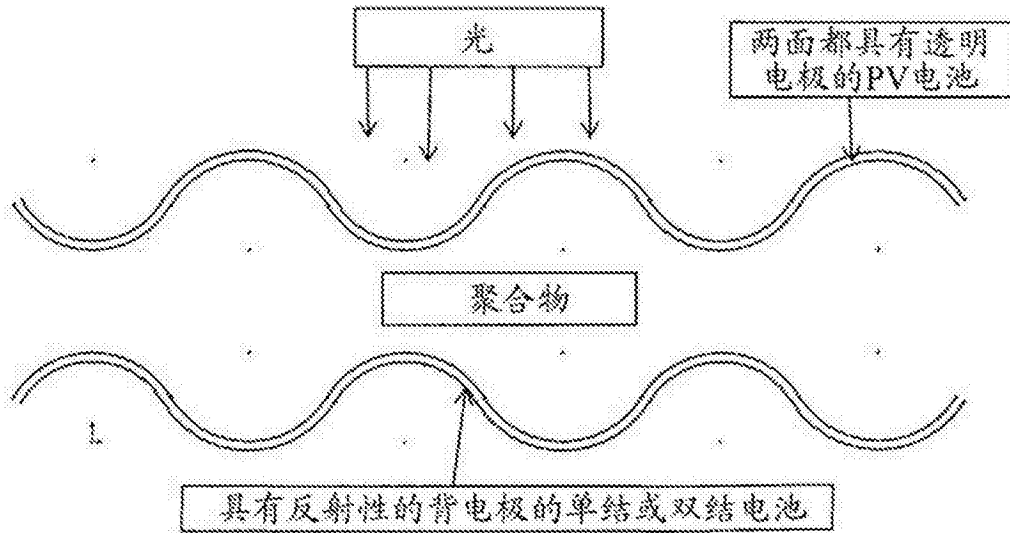 光
两面都具有透明
电极的PV电池
聚合物
具有反射性的背电极的单结或双结电池